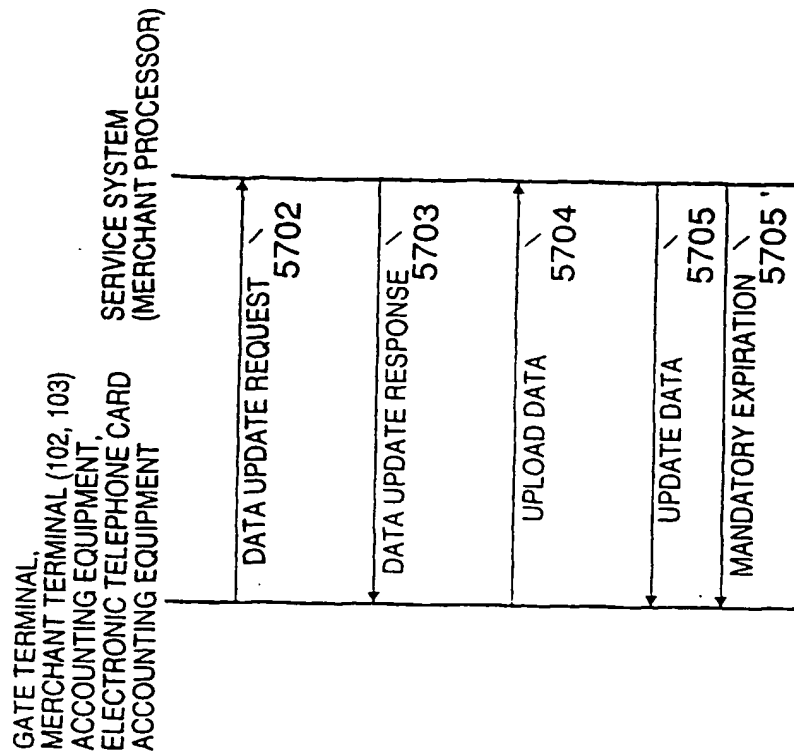 GATE TERMINAL,
MERCHANT TERMINAL (102, 103)
ACCOUNTING EQUIPMENT,
ELECTRONIC TELEPHONE CARD
ACCOUNTING EQUIPMENT
SERVICE SYSTEM
(MERCHANT PROCESSOR)
DATA UPDATE REQUEST
5702
DATA UPDATE RESPONSE
5703
UPLOAD DATA
5704
UPDATE DATA
5705
MANDATORY EXPIRATION
5705'